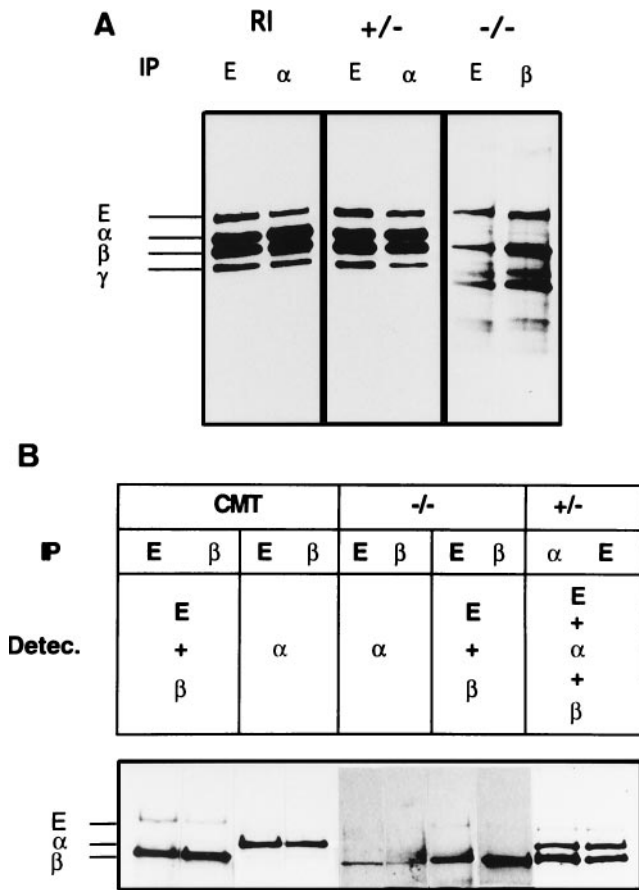 A
RI +/- -/-
IP E α E α E β
E
α
β
γ
B
CMT -/- +/-
IP E β E β E β E β α E
Detec. E + β α α E + β E + α + β
E
α
β